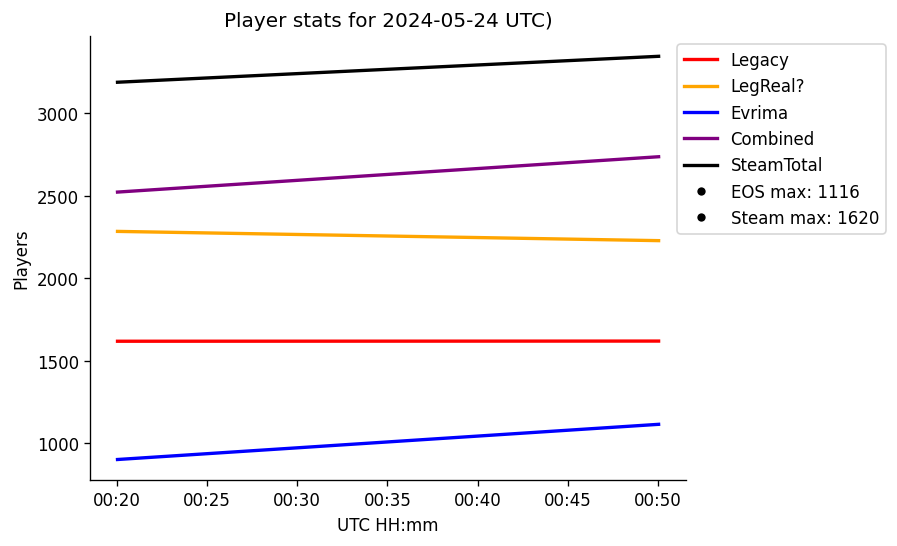 Player stats for 2024-05-24 UTC)
Legacy
LegReal?
Evrima
Combined
SteamTotal
EOS max: 1116
Steam max: 1620
Players
3000
2500
2000
1500
1000
00:20 00:25 00:30 00:35 00:40 00:45 00:50
UTC HH:mm